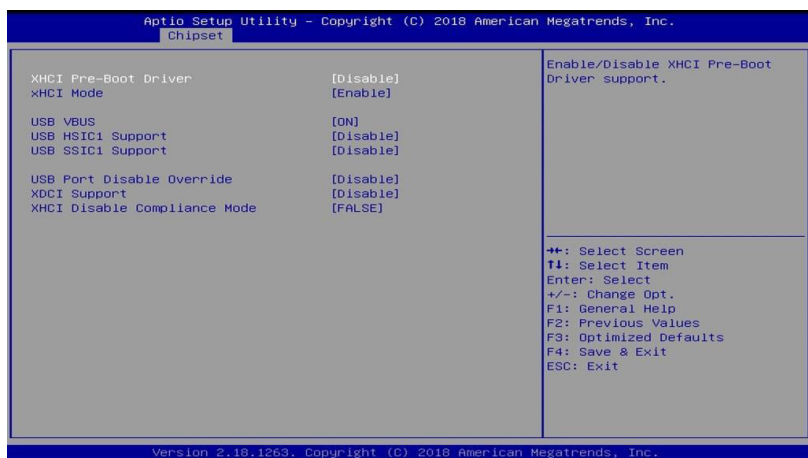 Aptio Setup Utility – Copyright (C) 2018 American Megatrends, Inc.
Chipset
XHCI Pre-Boot Driver [Disable]
xHCI Mode [Enable]
USB VBUS [ON]
USB HSIC1 Support [Disable]
USB SSIC1 Support [Disable]
USB Port Disable Override [Disable]
XDCI Support [Disable]
XHCI Disable Compliance Mode [FALSE]
Enable/Disable XHCI Pre-Boot
Driver support.
→←: Select Screen
↑↓: Select Item
Enter: Select
+/-: Change Opt.
F1: General Help
F2: Previous Values
F3: Optimized Defaults
F4: Save & Exit
ESC: Exit
Version 2.18.1263. Copyright (C) 2018 American Megatrends, Inc.